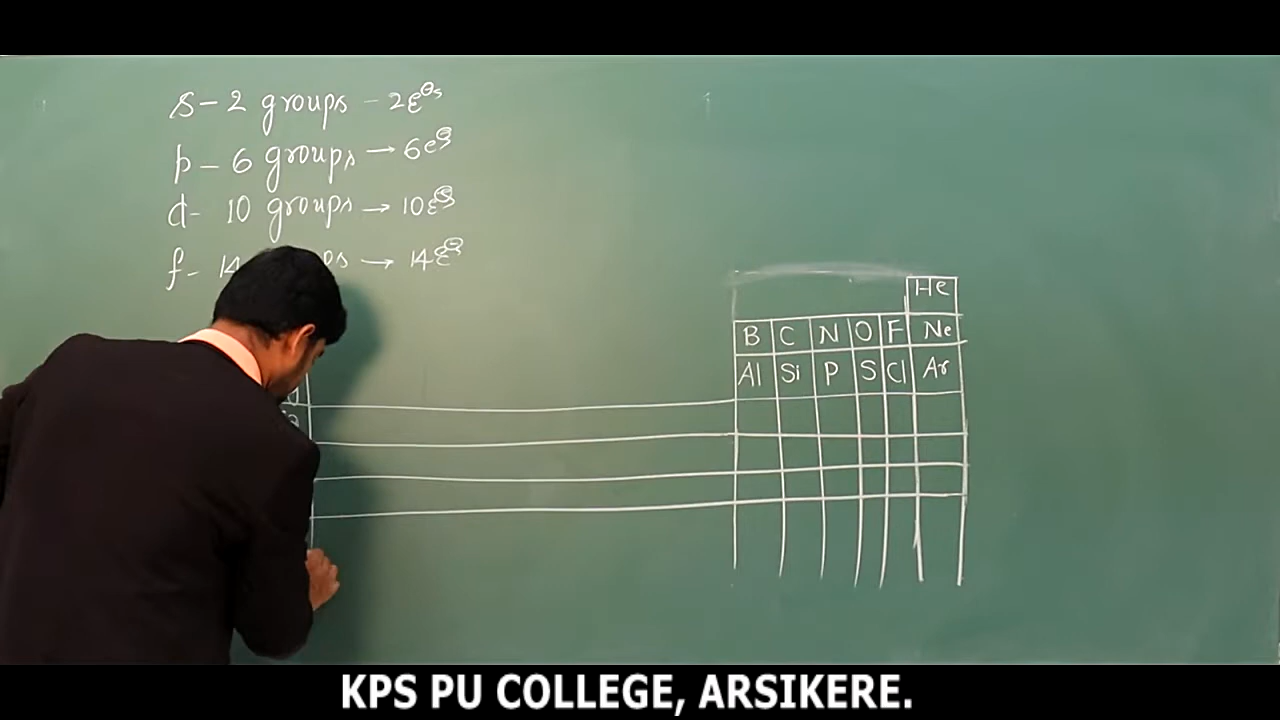 s - 2 groups - 2e⊖s
p - 6 groups → 6e⊖s
d - 10 groups → 10e⊖s
f - 14 → 14e⊖s
He
B C N O F Ne
Al Si P S Cl Ar
KPS PU COLLEGE, ARSIKERE.